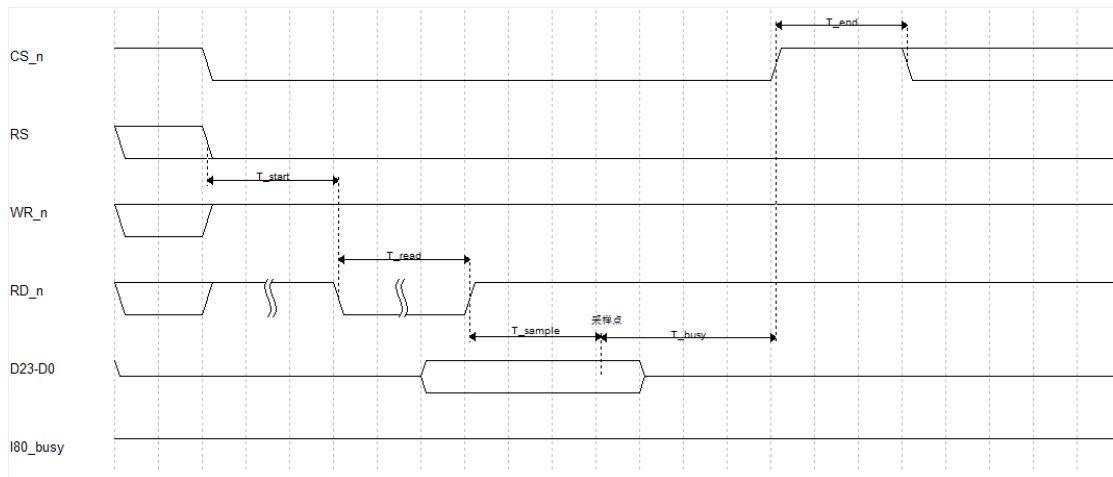 T_end
CS_n
RS
T_start
WR_n
T_read
RD_n
采样点
T_sample
T_busy
D23-D0
I80_busy